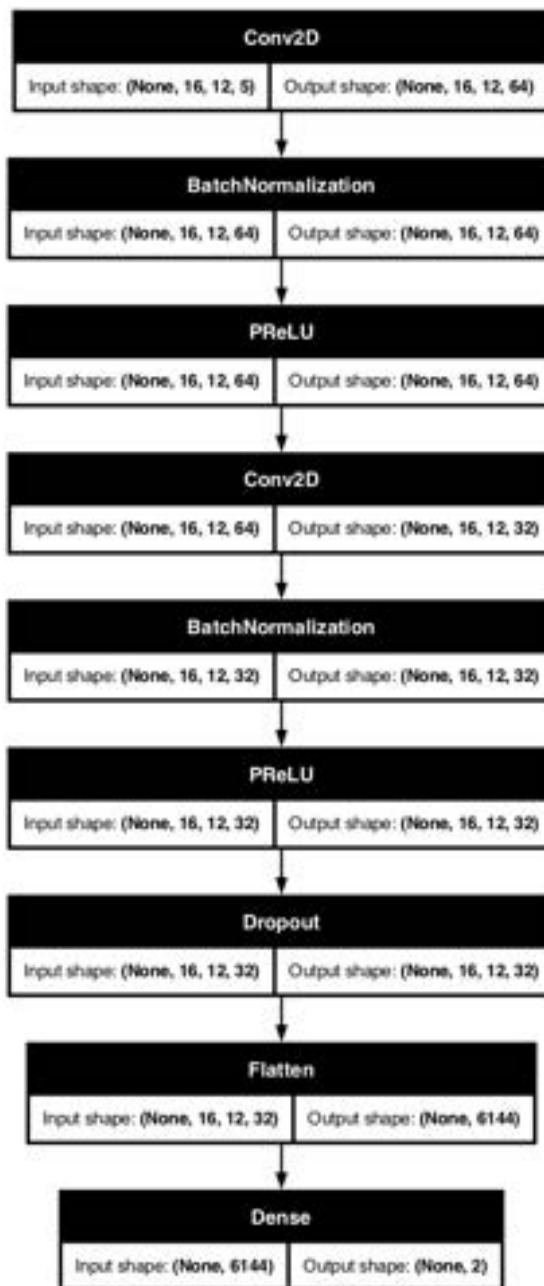 Conv2D
Input shape: (None, 16, 12, 5) Output shape: (None, 16, 12, 64)
BatchNormalization
Input shape: (None, 16, 12, 64) Output shape: (None, 16, 12, 64)
PReLU
Input shape: (None, 16, 12, 64) Output shape: (None, 16, 12, 64)
Conv2D
Input shape: (None, 16, 12, 64) Output shape: (None, 16, 12, 32)
BatchNormalization
Input shape: (None, 16, 12, 32) Output shape: (None, 16, 12, 32)
PReLU
Input shape: (None, 16, 12, 32) Output shape: (None, 16, 12, 32)
Dropout
Input shape: (None, 16, 12, 32) Output shape: (None, 16, 12, 32)
Flatten
Input shape: (None, 16, 12, 32) Output shape: (None, 6144)
Dense
Input shape: (None, 6144) Output shape: (None, 2)